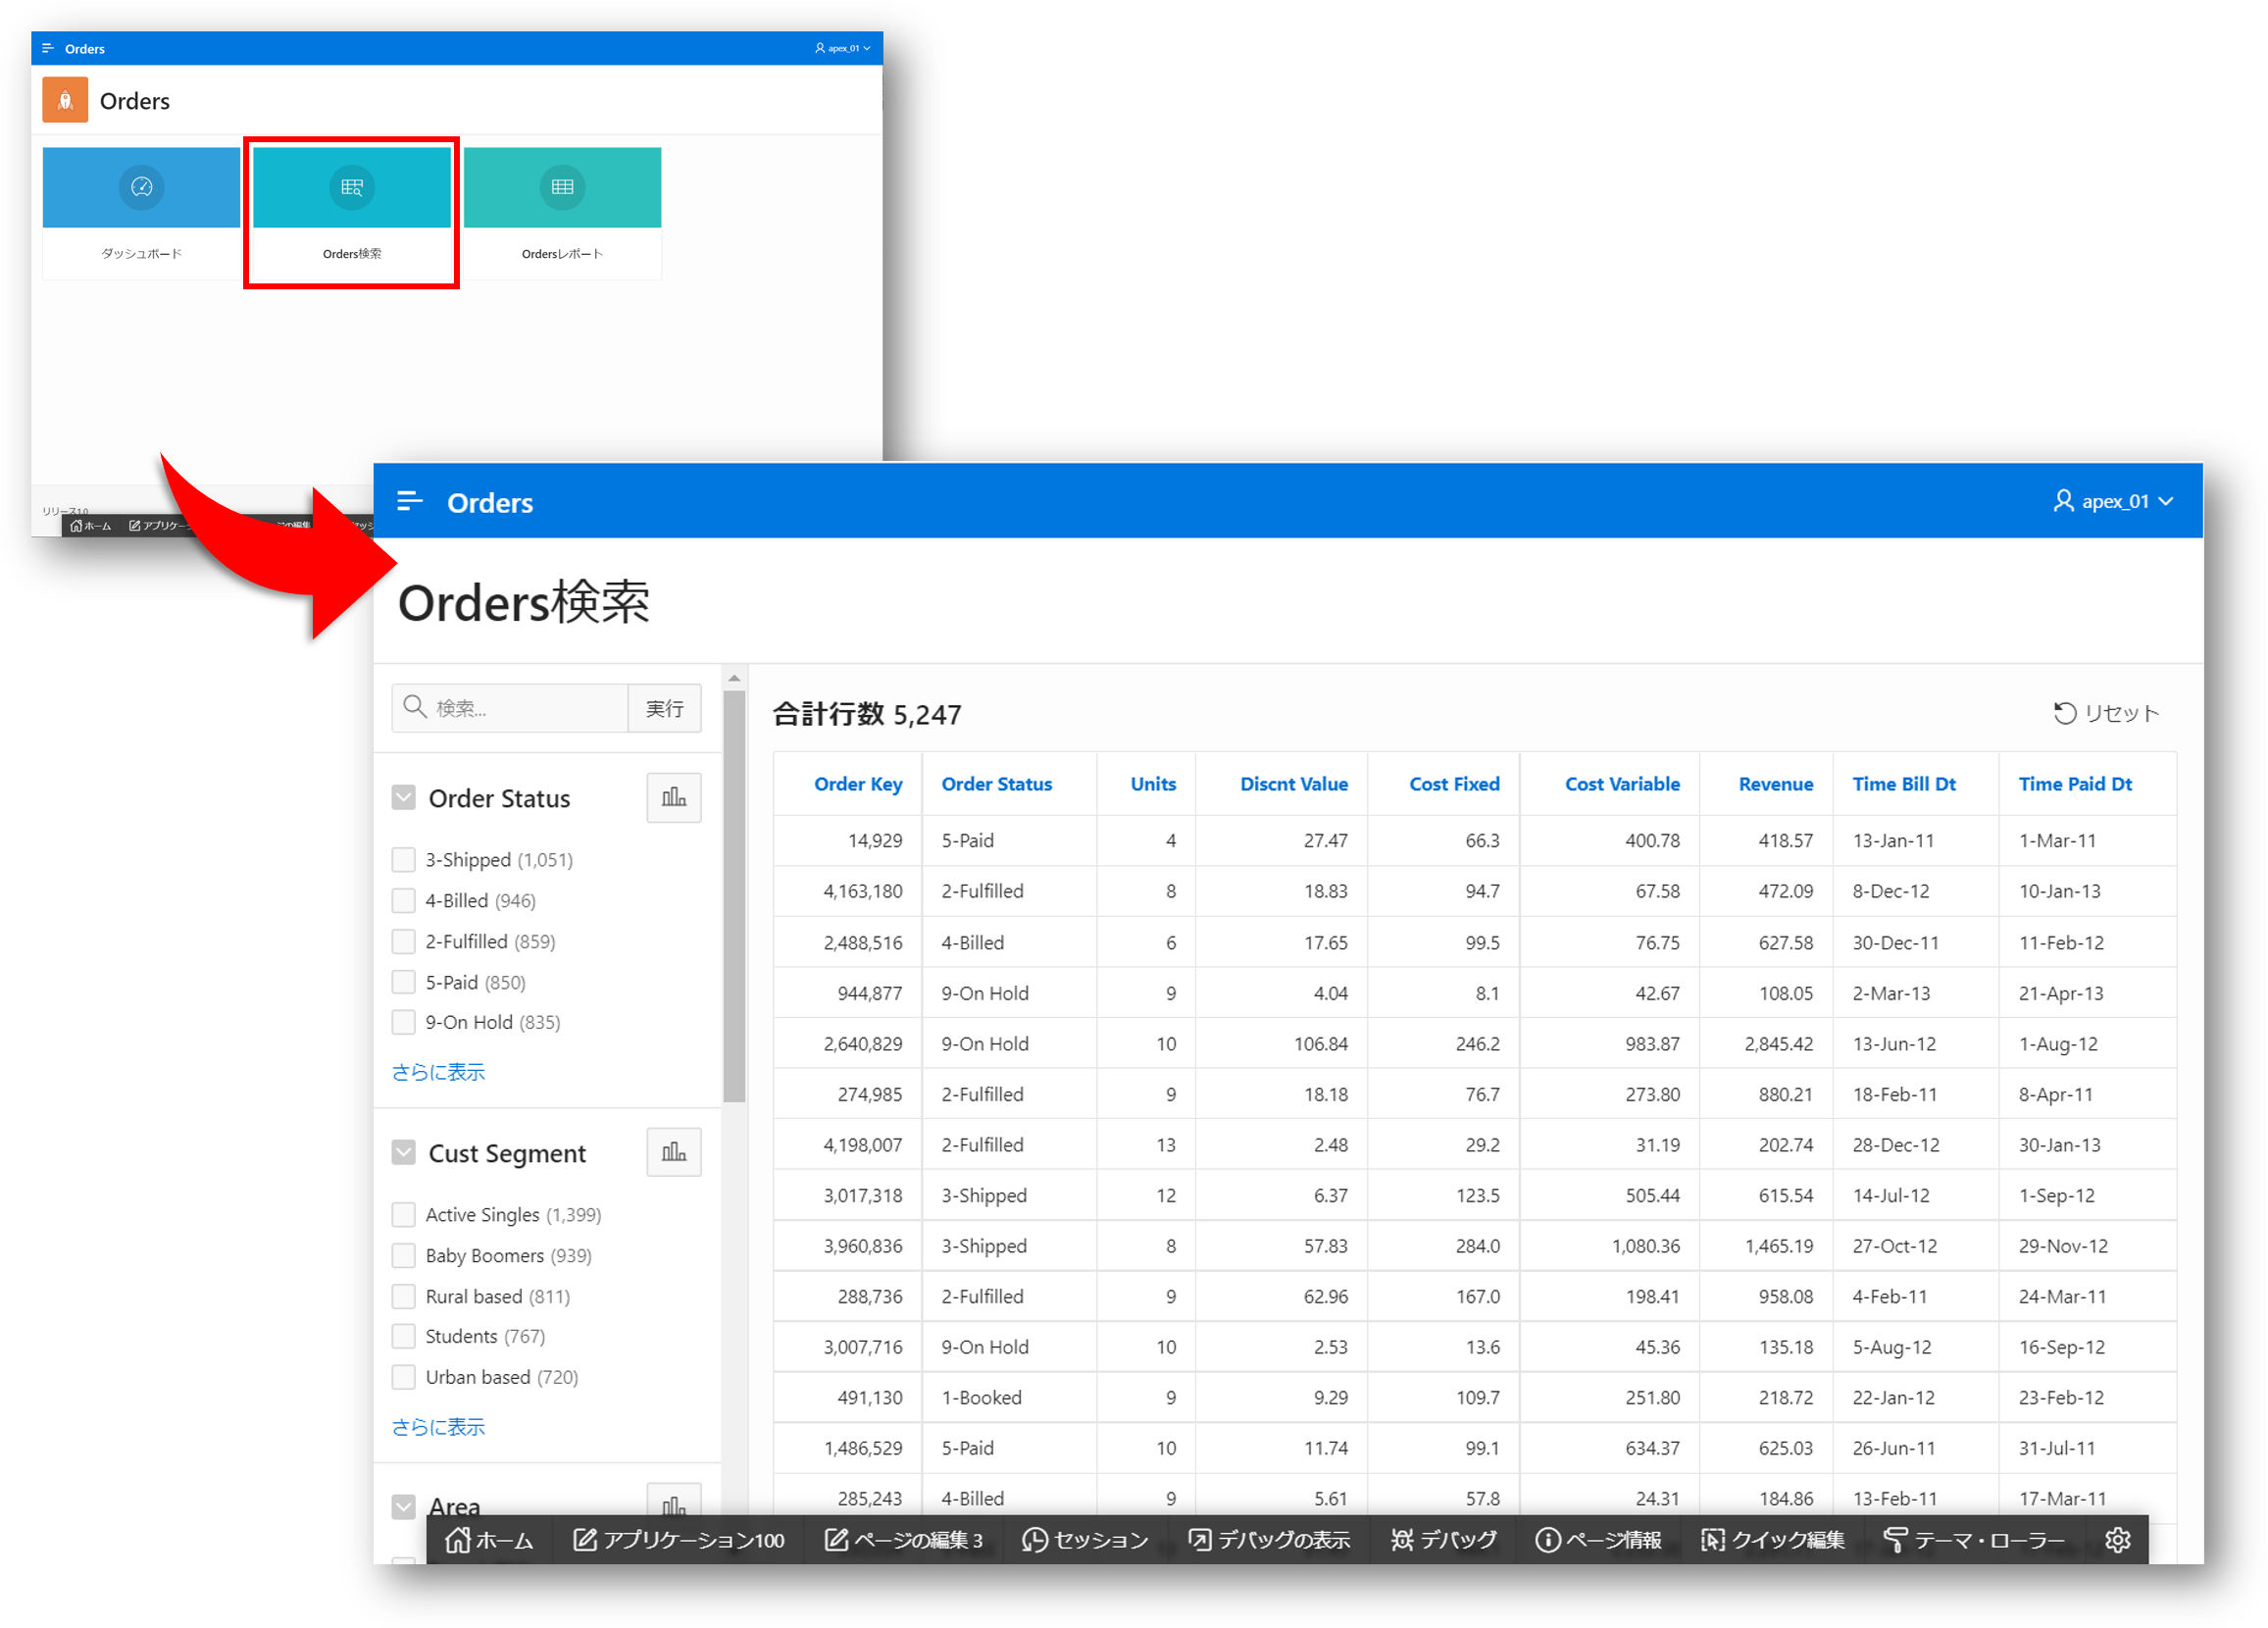 Orders
apex_01
Orders
ダッシュボード
Orders検索
Ordersレポート
リリース1.0
ホーム
Orders
apex_01
Orders検索
検索...
実行
合計行数 5,247
リセット
Order Status
3-Shipped (1,051)
4-Billed (946)
2-Fulfilled (859)
5-Paid (850)
9-On Hold (835)
さらに表示
Cust Segment
Active Singles (1,399)
Baby Boomers (939)
Rural based (811)
Students (767)
Urban based (720)
さらに表示
Area
Order Key Order Status Units Discnt Value Cost Fixed Cost Variable Revenue Time Bill Dt Time Paid Dt
14,929 5-Paid 4 27.47 66.3 400.78 418.57 13-Jan-11 1-Mar-11
4,163,180 2-Fulfilled 8 18.83 94.7 67.58 472.09 8-Dec-12 10-Jan-13
2,488,516 4-Billed 6 17.65 99.5 76.75 627.58 30-Dec-11 11-Feb-12
944,877 9-On Hold 9 4.04 8.1 42.67 108.05 2-Mar-13 21-Apr-13
2,640,829 9-On Hold 10 106.84 246.2 983.87 2,845.42 13-Jun-12 1-Aug-12
274,985 2-Fulfilled 9 18.18 76.7 273.80 880.21 18-Feb-11 8-Apr-11
4,198,007 2-Fulfilled 13 2.48 29.2 31.19 202.74 28-Dec-12 30-Jan-13
3,017,318 3-Shipped 12 6.37 123.5 505.44 615.54 14-Jul-12 1-Sep-12
3,960,836 3-Shipped 8 57.83 284.0 1,080.36 1,465.19 27-Oct-12 29-Nov-12
288,736 2-Fulfilled 9 62.96 167.0 198.41 958.08 4-Feb-11 24-Mar-11
3,007,716 9-On Hold 10 2.53 13.6 45.36 135.18 5-Aug-12 16-Sep-12
491,130 1-Booked 9 9.29 109.7 251.80 218.72 22-Jan-12 23-Feb-12
1,486,529 5-Paid 10 11.74 99.1 634.37 625.03 26-Jun-11 31-Jul-11
285,243 4-Billed 9 5.61 57.8 24.31 184.86 13-Feb-11 17-Mar-11
ホーム アプリケーション100 ページの編集 3 セッション デバッグの表示 デバッグ ページ情報 クイック編集 テーマ・ローラー